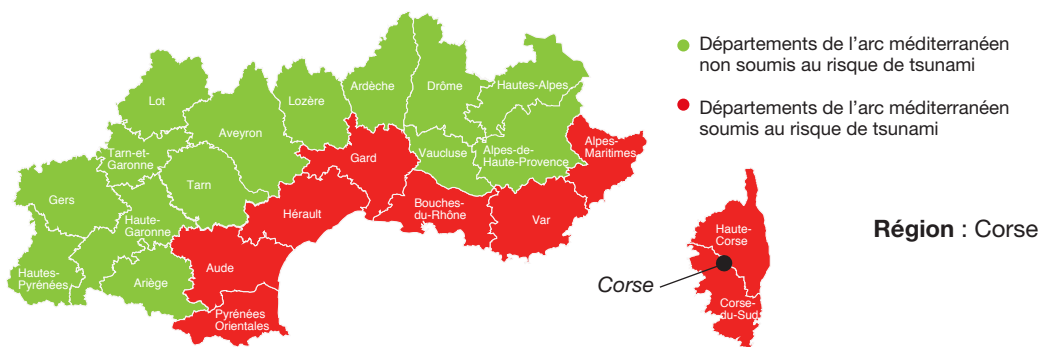 Départements de l'arc méditerranéen
non soumis au risque de tsunami
Départements de l'arc méditerranéen
soumis au risque de tsunami
Lot
Lozère
Ardèche
Drôme
Hautes-Alpes
Aveyron
Tarn-et-
Garonne
Gard
Vaucluse
Alpes-de-
Haute-Provence
Alpes-
Maritimes
Tarn
Gers
Haute-
Garonne
Hérault
Bouches-
du-Rhône
Var
Hautes-
Pyrénées
Ariège
Aude
Pyrénées
Orientales
Haute-
Corse
Corse-
du-Sud
Corse
Région : Corse